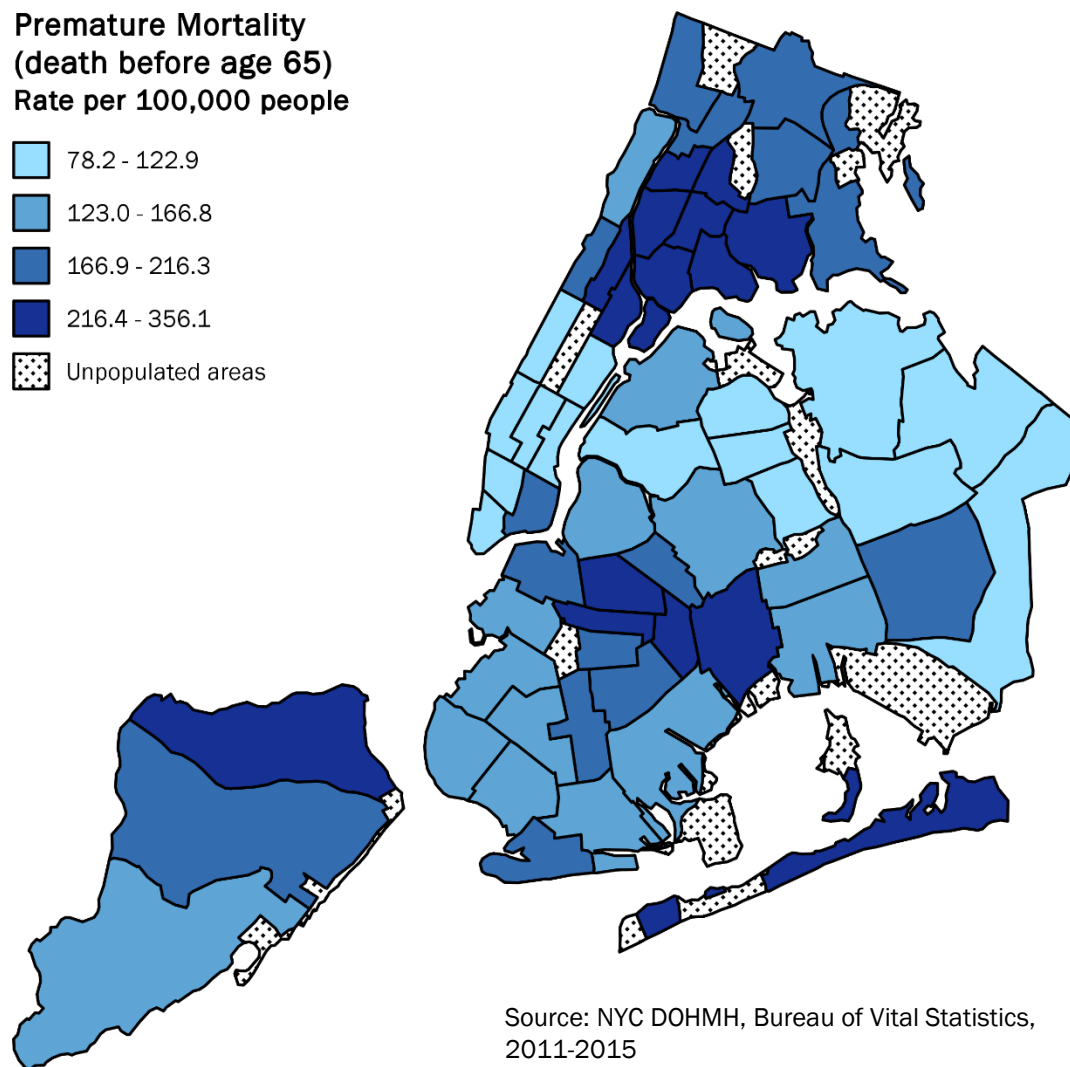 Premature Mortality
(death before age 65)
Rate per 100,000 people
78.2 - 122.9
123.0 - 166.8
166.9 - 216.3
216.4 - 356.1
Unpopulated areas
Source: NYC DOHMH, Bureau of Vital Statistics,
2011-2015